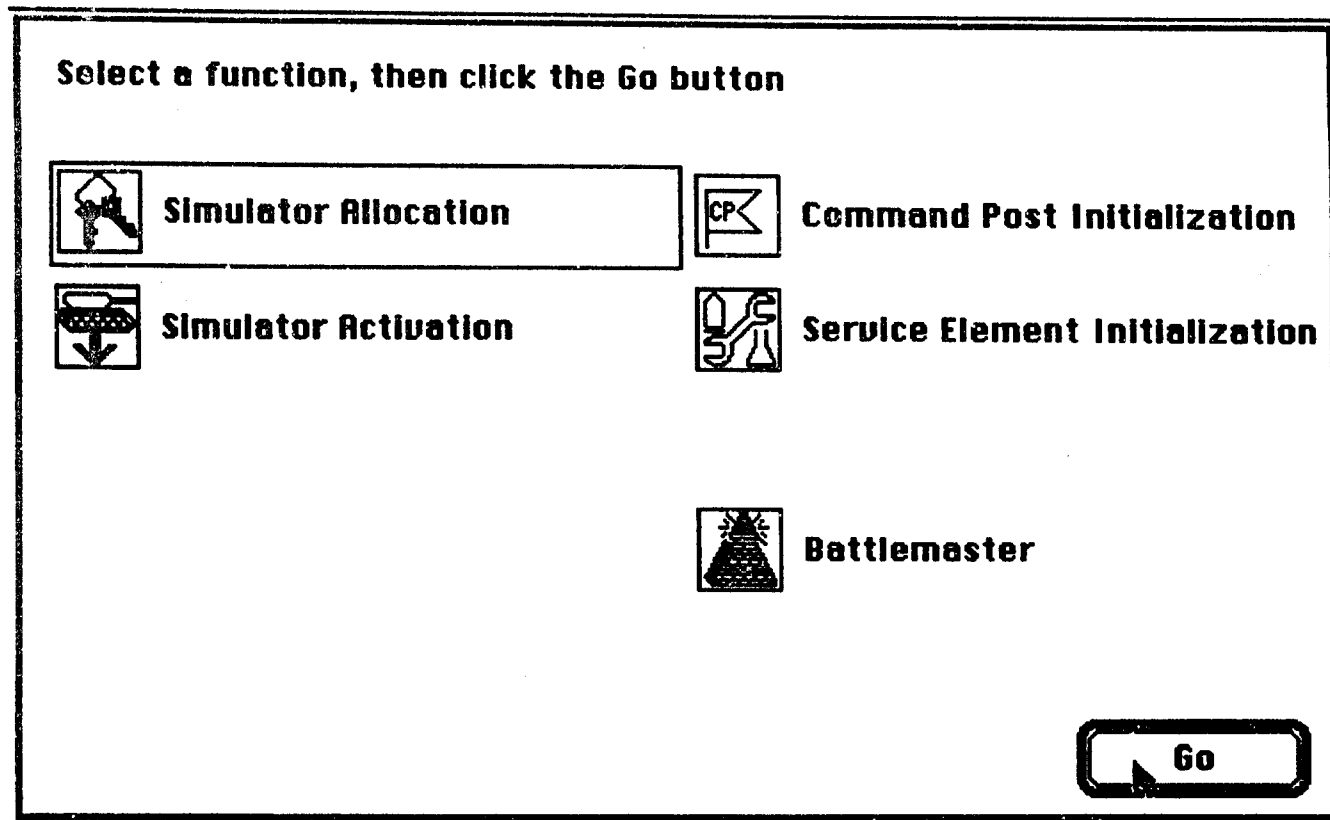 Select a function, then click the Go button
Simulator Allocation
CP
Command Post Initialization
Simulator Activation
Service Element Initialization
Battlemaster
Go